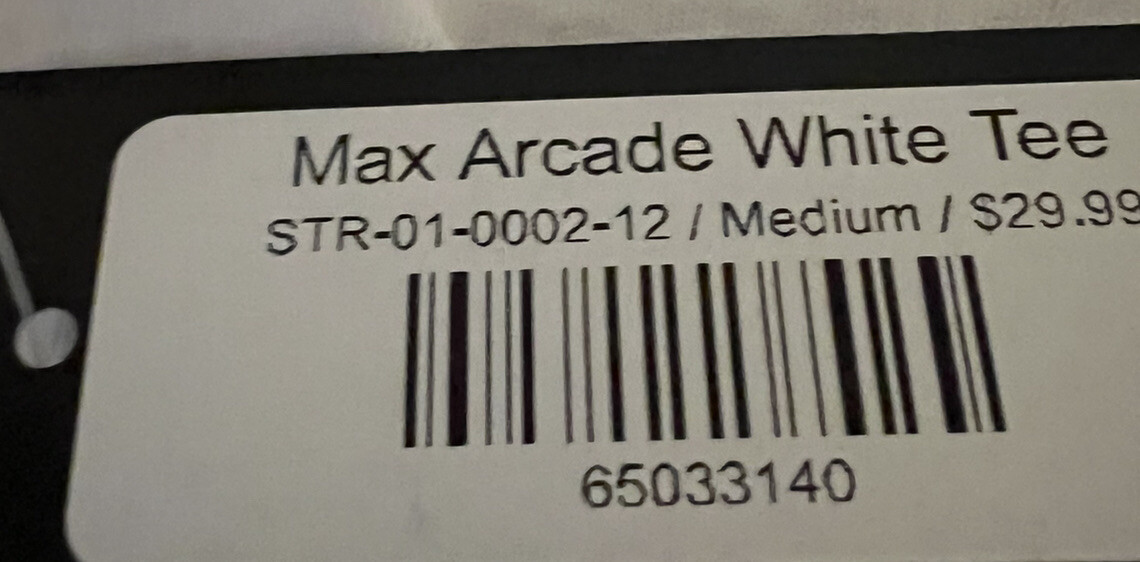 Max Arcade White Tee
STR-01-0002-12 / Medium / $29.99
65033140